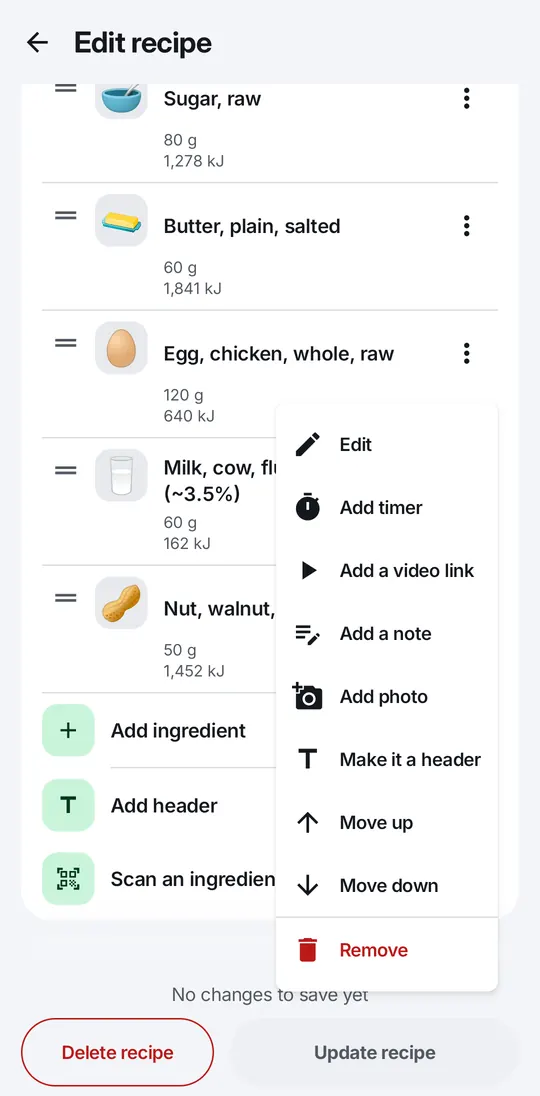 Edit recipe
Sugar, raw
80 g
1,278 kJ
Butter, plain, salted
60 g
1,841 kJ
Egg, chicken, whole, raw
120 g
640 kJ
Milk, cow,
(~3.5%)
60 g
162 kJ
Nut, walnut,
50 g
1,452 kJ
Add ingredient
Add header
Scan an
Edit
Add timer
Add a video link
Add a note
Add photo
Make it a header
Move up
Move down
Remove
No changes to save yet
Delete recipe
Update recipe